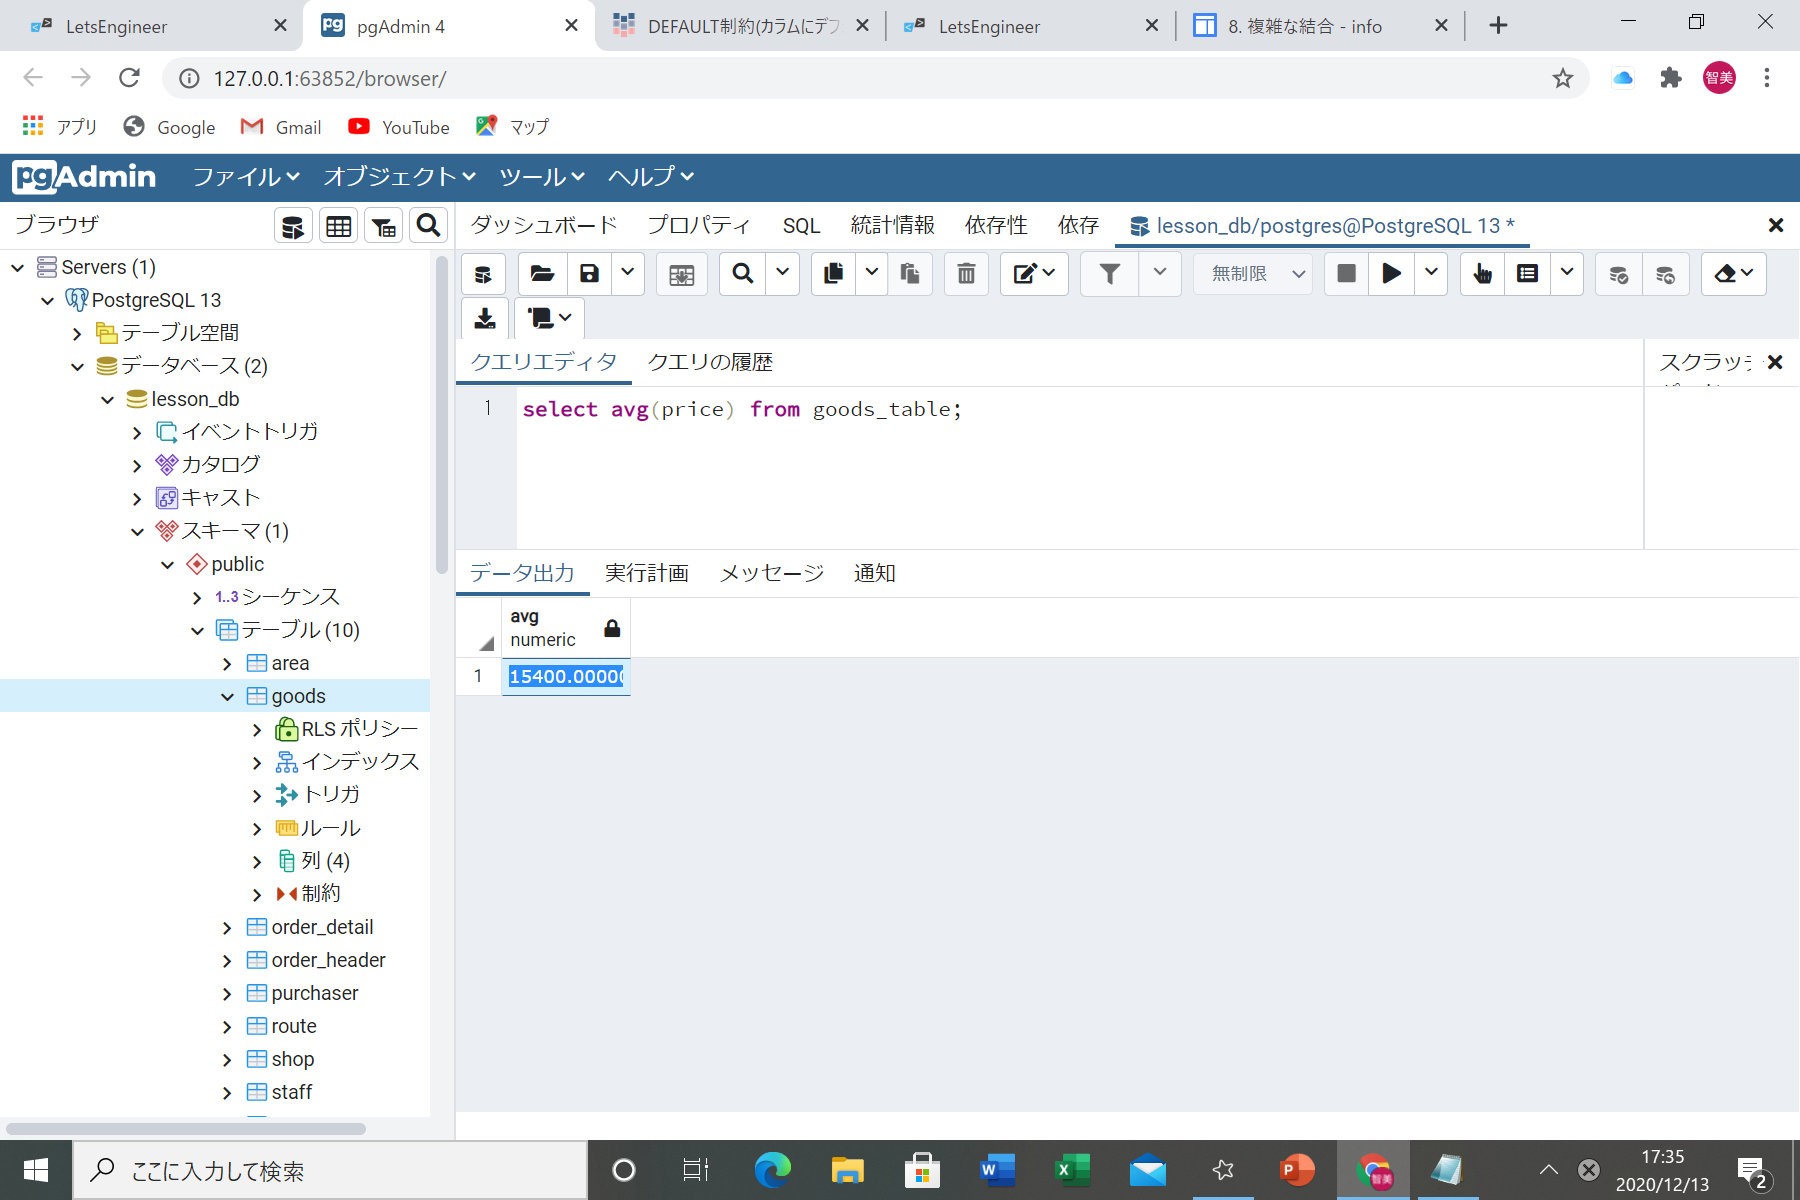 LetsEngineer
pgAdmin 4
DEFAULT制約(カラムにデフ
LetsEngineer
8. 複雑な結合 - info
127.0.0.1:63852/browser/
智美
アプリ
Google
Gmail
YouTube
マップ
pgAdmin
ファイル
オブジェクト
ツール
ヘルプ
ブラウザ
ダッシュボード
プロパティ
SQL
統計情報
依存性
依存
lesson_db/postgres@PostgreSQL 13 *
無制限
Servers (1)
PostgreSQL 13
テーブル空間
データベース (2)
lesson_db
イベントトリガ
カタログ
キャスト
スキーマ (1)
public
1..3 シーケンス
テーブル (10)
area
goods
RLS ポリシー
インデックス
トリガ
ルール
列 (4)
制約
order_detail
order_header
purchaser
route
shop
staff
クエリエディタ
クエリの履歴
スクラッチ
1
select avg(price) from goods_table;
データ出力
実行計画
メッセージ
通知
avg
numeric
1
15400.00000
ここに入力して検索
智美
17:35
2020/12/13
2